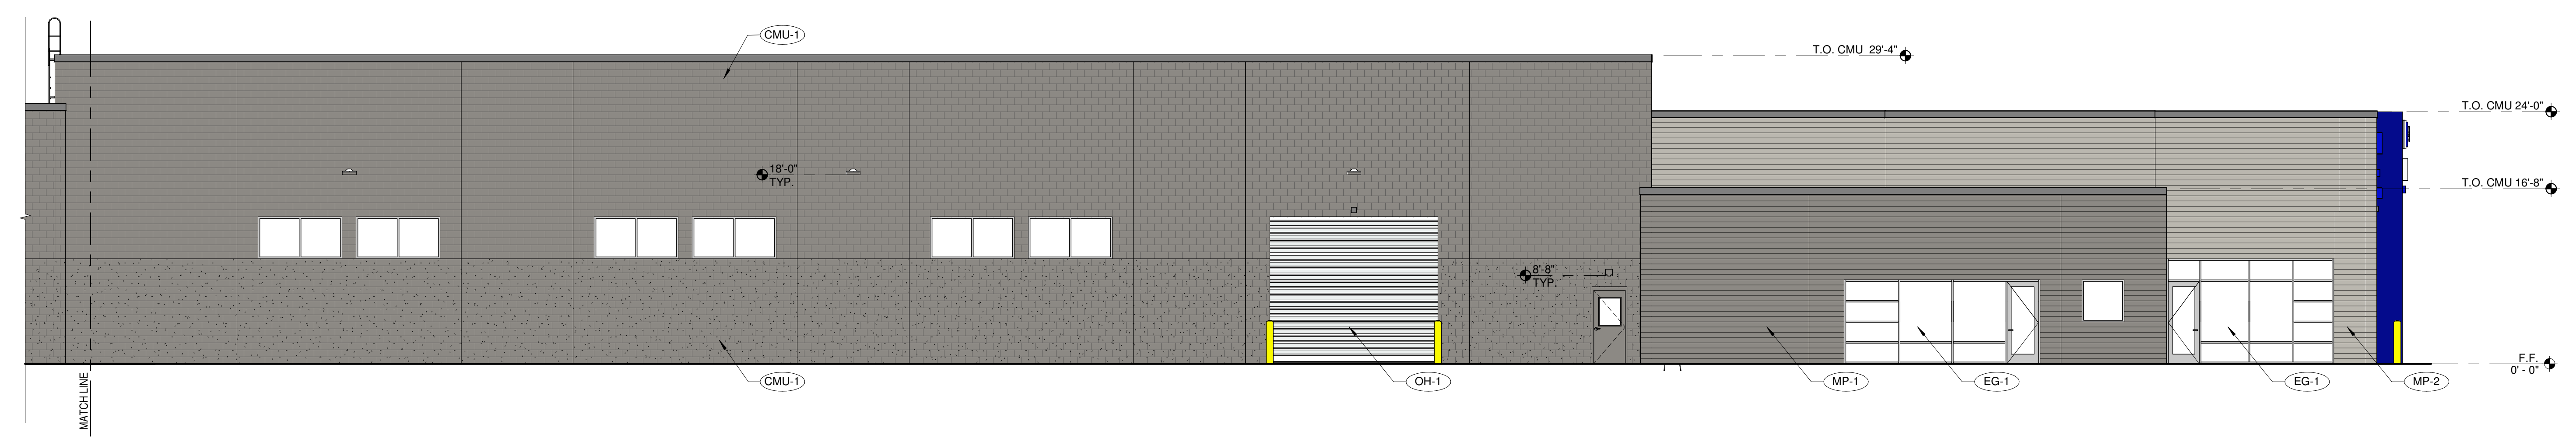 CMU-1
T.O. CMU 29'-4"
T.O. CMU 24'-0"
18'-0"
TYP.
T.O. CMU 16'-8"
8'-8"
TYP.
F.F.
0' - 0"
MATCH LINE
CMU-1
OH-1
MP-1
EG-1
EG-1
MP-2